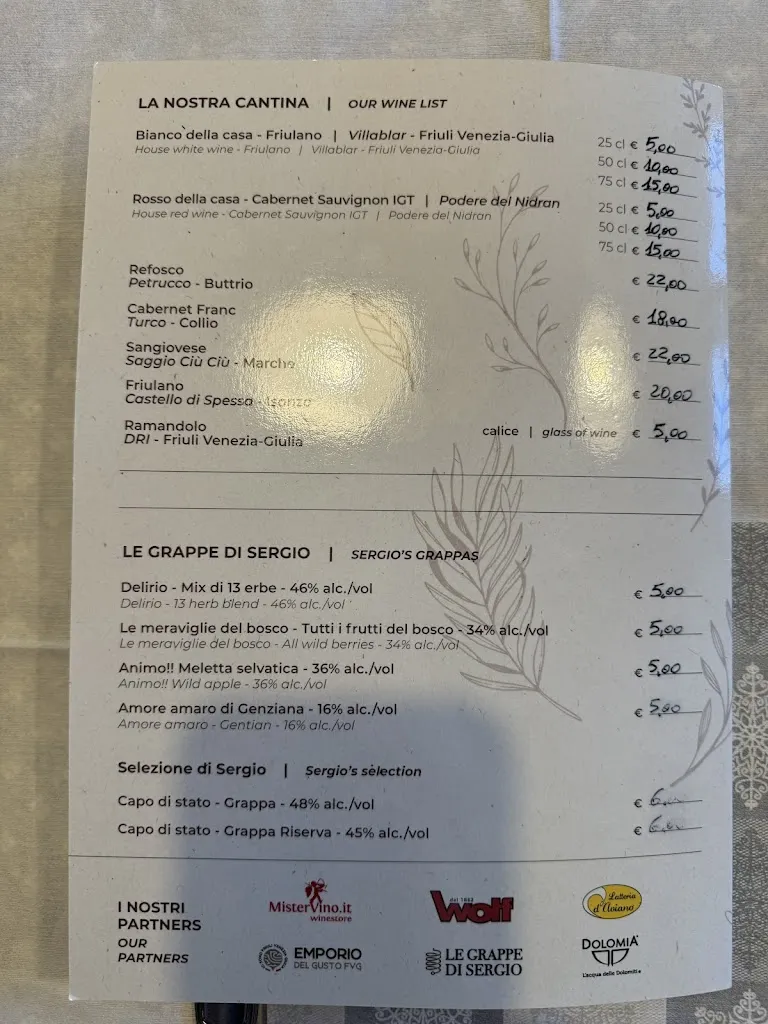 LA NOSTRA CANTINA | OUR WINE LIST
Bianco della casa - Friulano | Villablar - Friuli Venezia-Giulia
House white wine - Friulano | Villablar - Friuli Venezia-Giulia
25 cl € 5,00
50 cl € 10,00
75 cl € 15,00
Rosso della casa - Cabernet Sauvignon IGT | Podere del Nidran
House red wine - Cabernet Sauvignon IGT | Podere del Nidran
25 cl € 5,00
50 cl € 10,00
75 cl € 15,00
Refosco
Petrucco - Buttrio € 22,00
Cabernet Franc
Turco - Collio € 18,00
Sangiovese
Saggio Ciù Ciù - Marche € 22,00
Friulano
Castello di Spessa - Isonzo € 20,00
Ramandolo
DRI - Friuli Venezia-Giulia calice | glass of wine € 5,00
LE GRAPPE DI SERGIO | SERGIO'S GRAPPAS
Delirio - Mix di 13 erbe - 46% alc./vol € 5,00
Delirio - 13 herb blend - 46% alc./vol
Le meraviglie del bosco - Tutti i frutti del bosco - 34% alc./vol € 5,00
Le meraviglie del bosco - All wild berries - 34% alc./vol
Animo!! Meletta selvatica - 36% alc./vol € 5,00
Animo!! Wild apple - 36% alc./vol
Amore amaro di Genziana - 16% alc./vol € 5,00
Amore amaro - Gentian - 16% alc./vol
Selezione di Sergio | Sergio's selection
Capo di stato - Grappa - 48% alc./vol €
Capo di stato - Grappa Riserva - 45% alc./vol €
I NOSTRI
PARTNERS
OUR
PARTNERS
MisterVino.it
winestore
dal 1862
Wolf
Latteria
d'Aviano
EMPORIO
DEL GUSTO FVG
LE GRAPPE
DI SERGIO
DOLOMIA
L'acqua delle Dolomiti